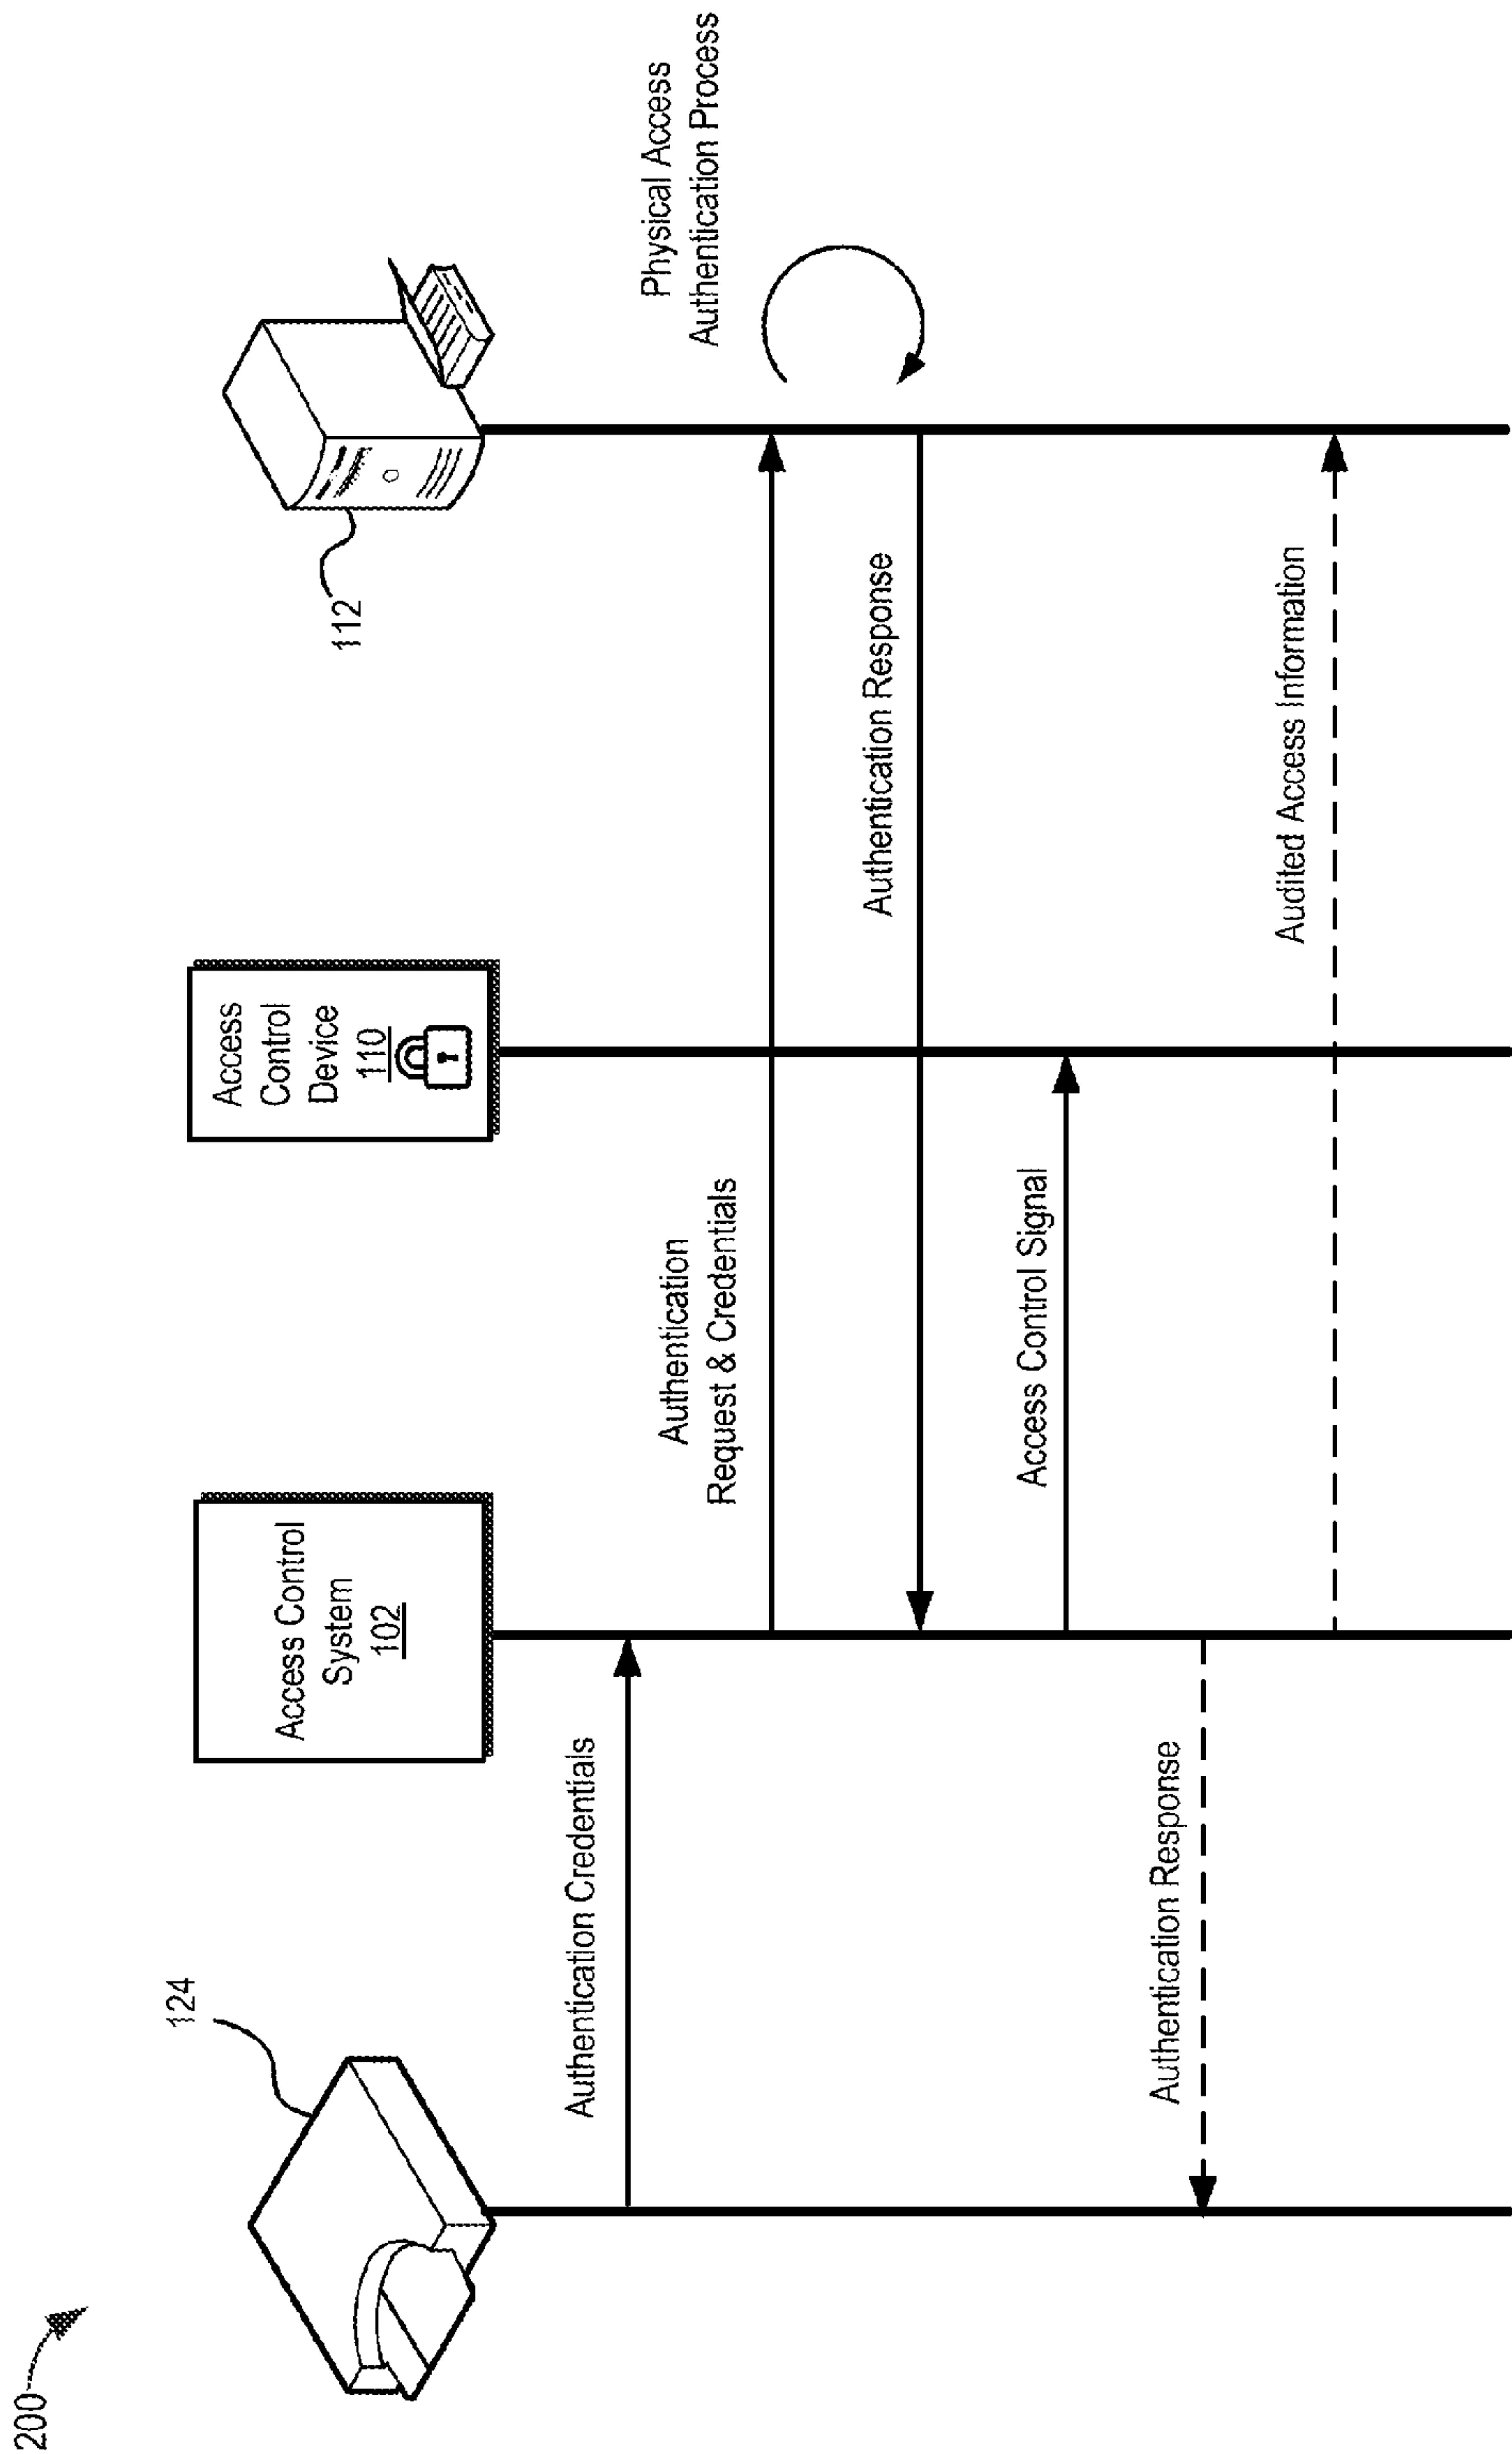 200
124
Access Control
System
102
Access
Control
Device
110
112
Authentication Credentials
Authentication
Request & Credentials
Physical Access
Authentication Process
Authentication Response
Access Control Signal
Authentication Response
Audited Access Information